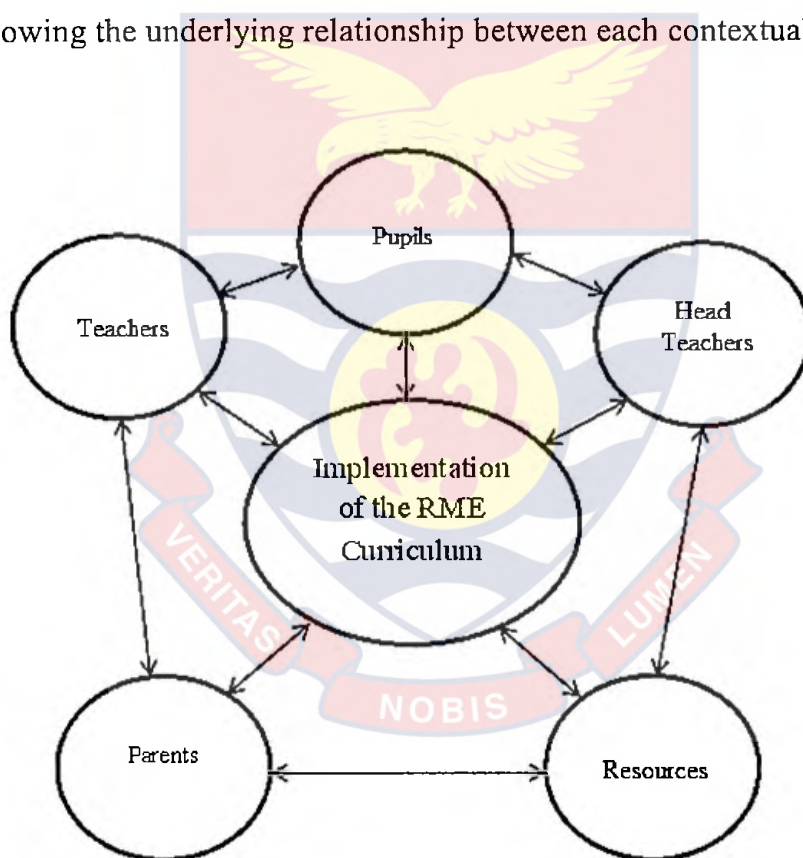 owing the underlying relationship between each contextual
Pupils
Teachers
Head
Teachers
Implementation
of the RME
Curriculum
VERITAS
NOBIS
LUMEN
Parents
Resources